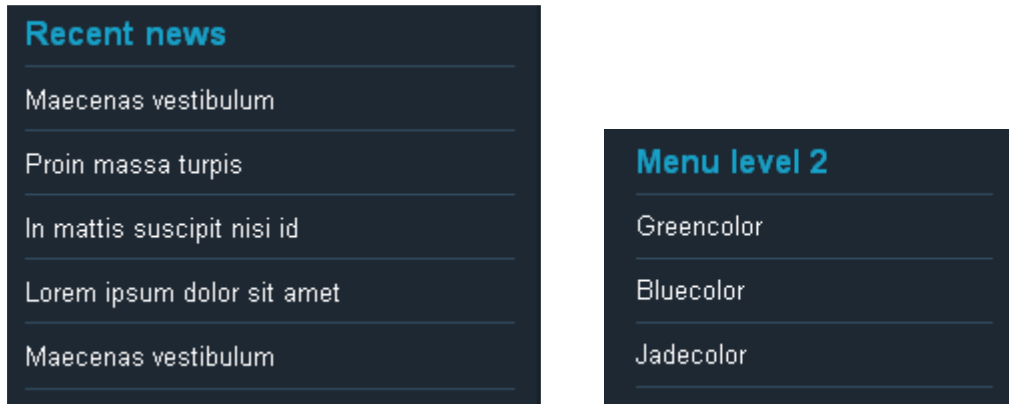 Recent news
Maecenas vestibulum
Proin massa turpis
In mattis suscipit nisi id
Lorem ipsum dolor sit amet
Maecenas vestibulum
Menu level 2
Greencolor
Bluecolor
Jadecolor